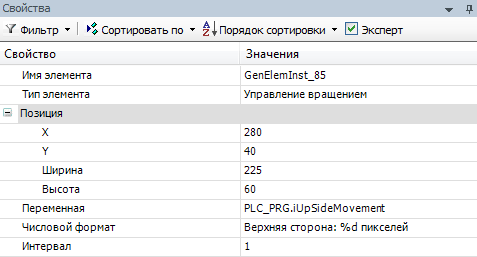 Свойства
Фильтр Сортировать по Порядок сортировки Эксперт
Свойство Значения
Имя элемента GenElemInst_85
Тип элемента Управление вращением
Позиция
X 280
Y 40
Ширина 225
Высота 60
Переменная PLC_PRG.iUpSideMovement
Числовой формат Верхняя сторона: %d пикселей
Интервал 1